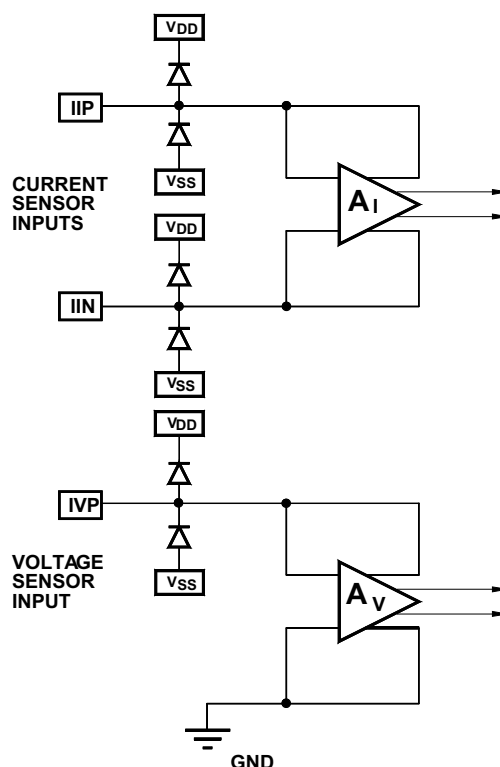 VDD
IIP
VSS
CURRENT
SENSOR
INPUTS
AI
VDD
IIN
VSS
VDD
IVP
VOLTAGE
SENSOR
INPUT
VSS
AV
GND